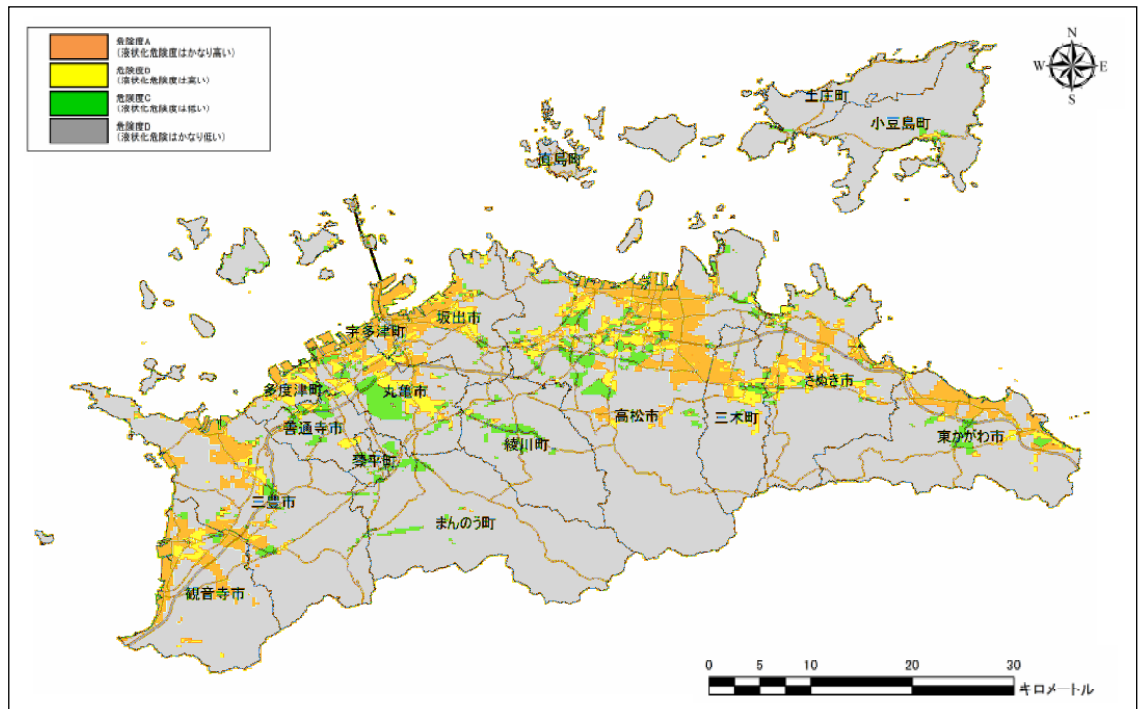 危険度A
(液状化危険度はかなり高い)
危険度B
(液状化危険度は高い)
危険度C
(液状化危険度は低い)
危険度D
(液状化危険はかなり低い)
N
W
E
S
土庄町
小豆島町
直島町
坂出市
宇多津町
多度津町
丸亀市
さぬき市
善通寺市
高松市
三木町
綾川町
東かがわ市
琴平町
三豊市
まんのう町
観音寺市
0 5 10 20 30
キロメートル